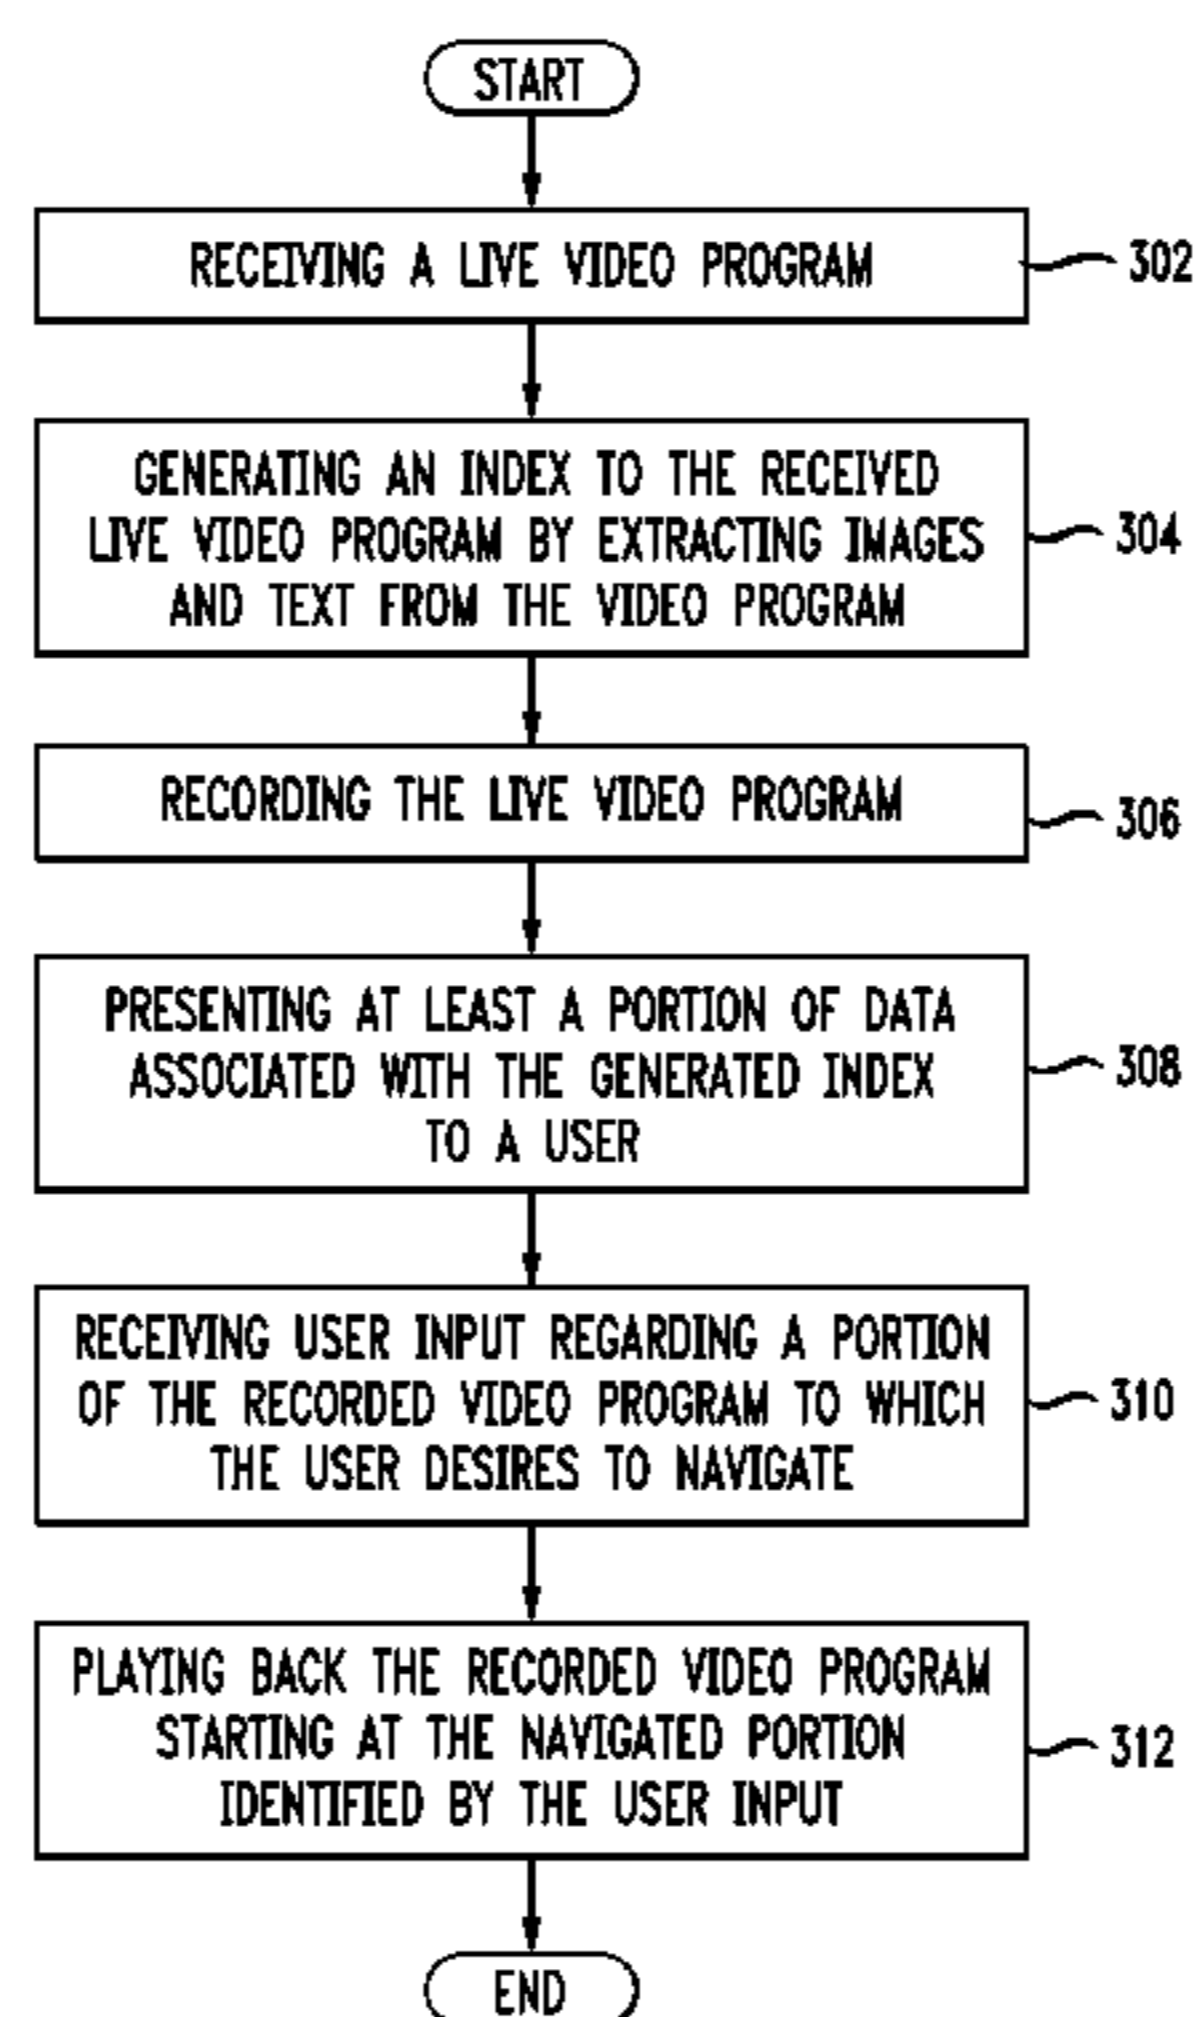 START
RECEIVING A LIVE VIDEO PROGRAM
302
GENERATING AN INDEX TO THE RECEIVED
LIVE VIDEO PROGRAM BY EXTRACTING IMAGES
AND TEXT FROM THE VIDEO PROGRAM
304
RECORDING THE LIVE VIDEO PROGRAM
306
PRESENTING AT LEAST A PORTION OF DATA
ASSOCIATED WITH THE GENERATED INDEX
TO A USER
308
RECEIVING USER INPUT REGARDING A PORTION
OF THE RECORDED VIDEO PROGRAM TO WHICH
THE USER DESIRES TO NAVIGATE
310
PLAYING BACK THE RECORDED VIDEO PROGRAM
STARTING AT THE NAVIGATED PORTION
IDENTIFIED BY THE USER INPUT
312
END